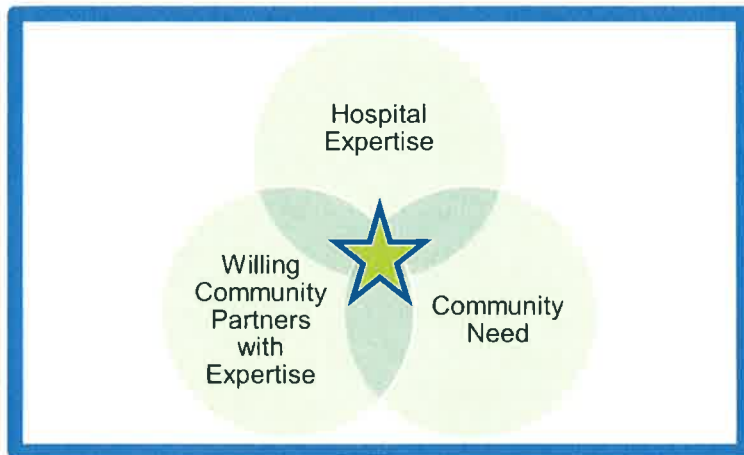 Hospital
Expertise
Willing
Community
Partners
with
Expertise
Community
Need